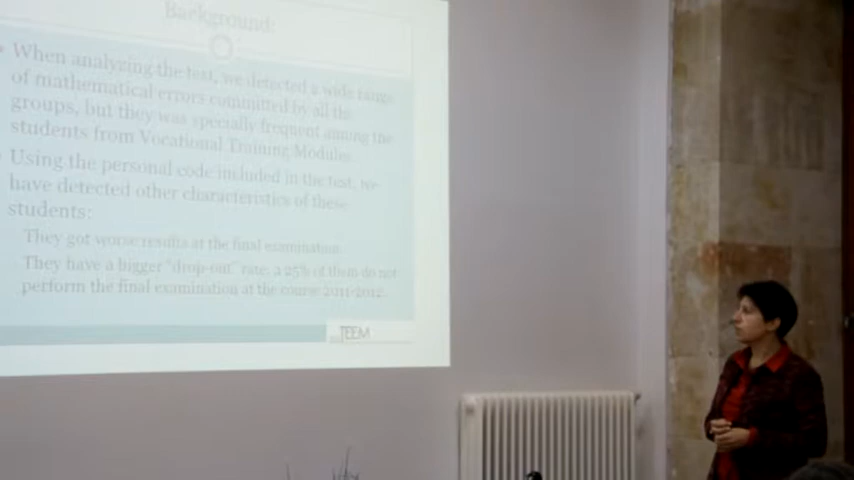 Background:
When analyzing the test, we detected a wide range
of mathematical errors committed by all the
groups, but they was specially frequent among the
students from Vocational Training Modules
Using the personal code included in the test, we
have detected other characteristics of these
students:
They got worse results at the final examination.
They have a bigger "drop-out" rate, a 25% of them do not
perform the final examination at the course 2011-2012.
TEEM